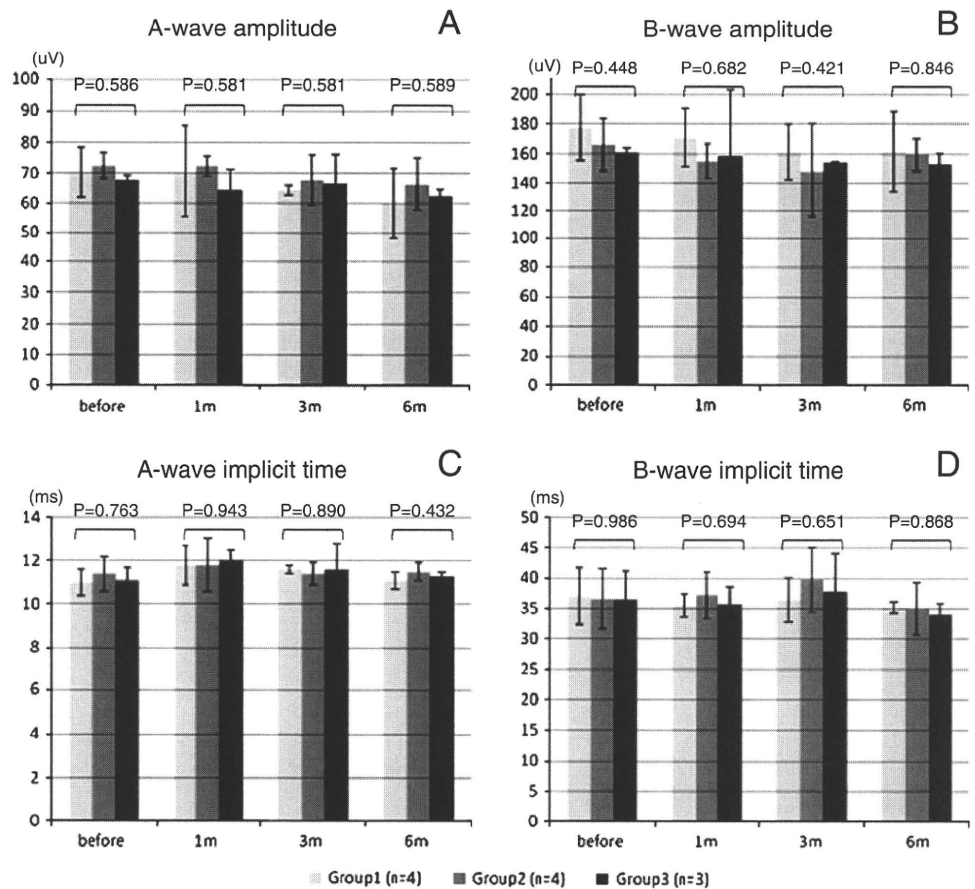 A-wave amplitude
A
(uV)
P=0.586 P=0.581 P=0.581 P=0.589
100
90
80
70
60
50
40
30
20
10
0
before 1m 3m 6m
B-wave amplitude
B
(uV)
P=0.448 P=0.682 P=0.421 P=0.846
200
180
160
140
120
100
80
60
40
20
0
before 1m 3m 6m
A-wave implicit time
C
(ms)
P=0.763 P=0.943 P=0.890 P=0.432
14
12
10
8
6
4
2
0
before 1m 3m 6m
B-wave implicit time
D
(ms)
P=0.986 P=0.694 P=0.651 P=0.868
50
45
40
35
30
25
20
15
10
5
0
before 1m 3m 6m
Group1 (n=4) Group2 (n=4) Group3 (n=3)